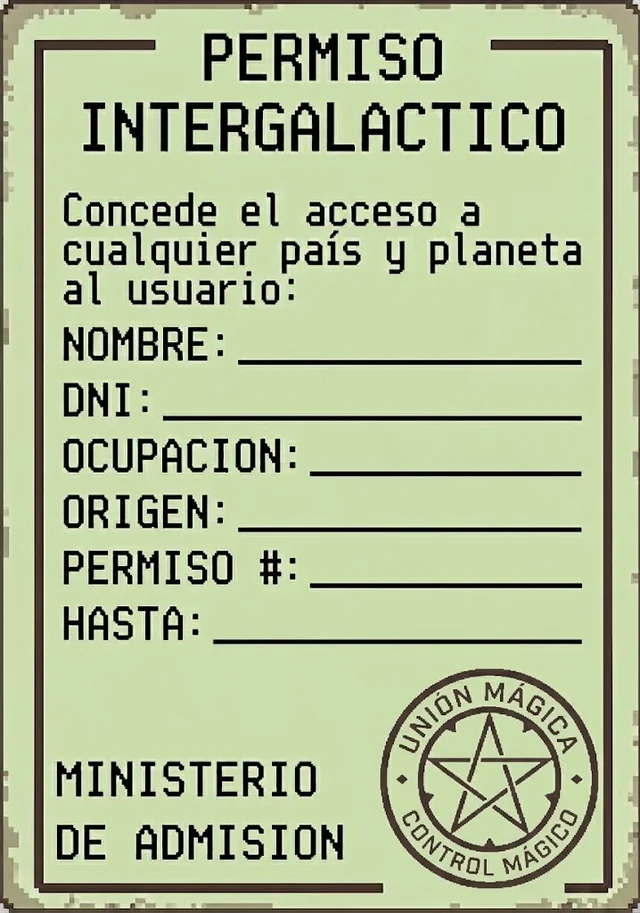 PERMISO
INTERGALACTICO
Concede el acceso a
cualquier país y planeta
al usuario:
NOMBRE:
DNI:
OCUPACION:
ORIGEN:
PERMISO #:
HASTA:
MINISTERIO
DE ADMISION
UNIÓN MÁGICA
CONTROL MÁGICO